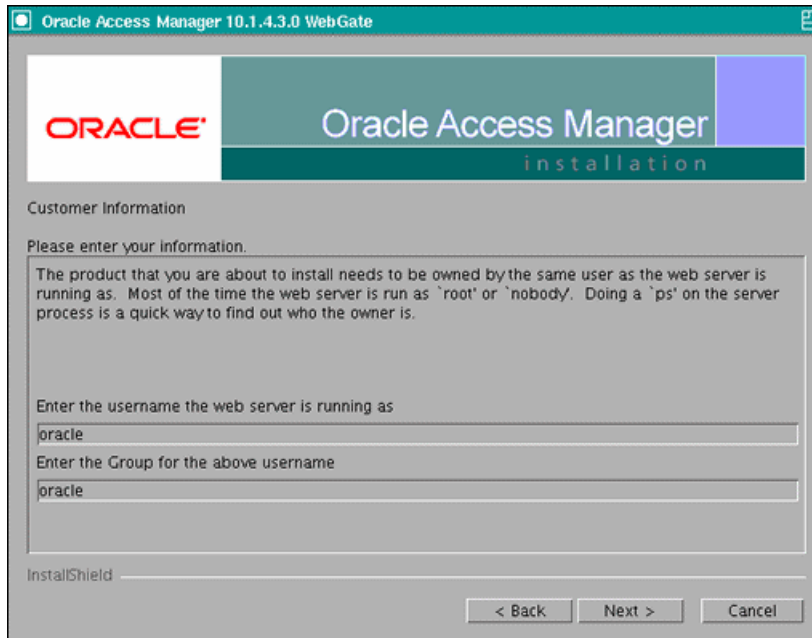 Oracle Access Manager 10.1.4.3.0 WebGate
ORACLE®
Oracle Access Manager
installation
Customer Information
Please enter your information.
The product that you are about to install needs to be owned by the same user as the web server is
running as. Most of the time the web server is run as `root' or `nobody'. Doing a `ps' on the server
process is a quick way to find out who the owner is.
Enter the username the web server is running as
oracle
Enter the Group for the above username
oracle
InstallShield
< Back
Next >
Cancel